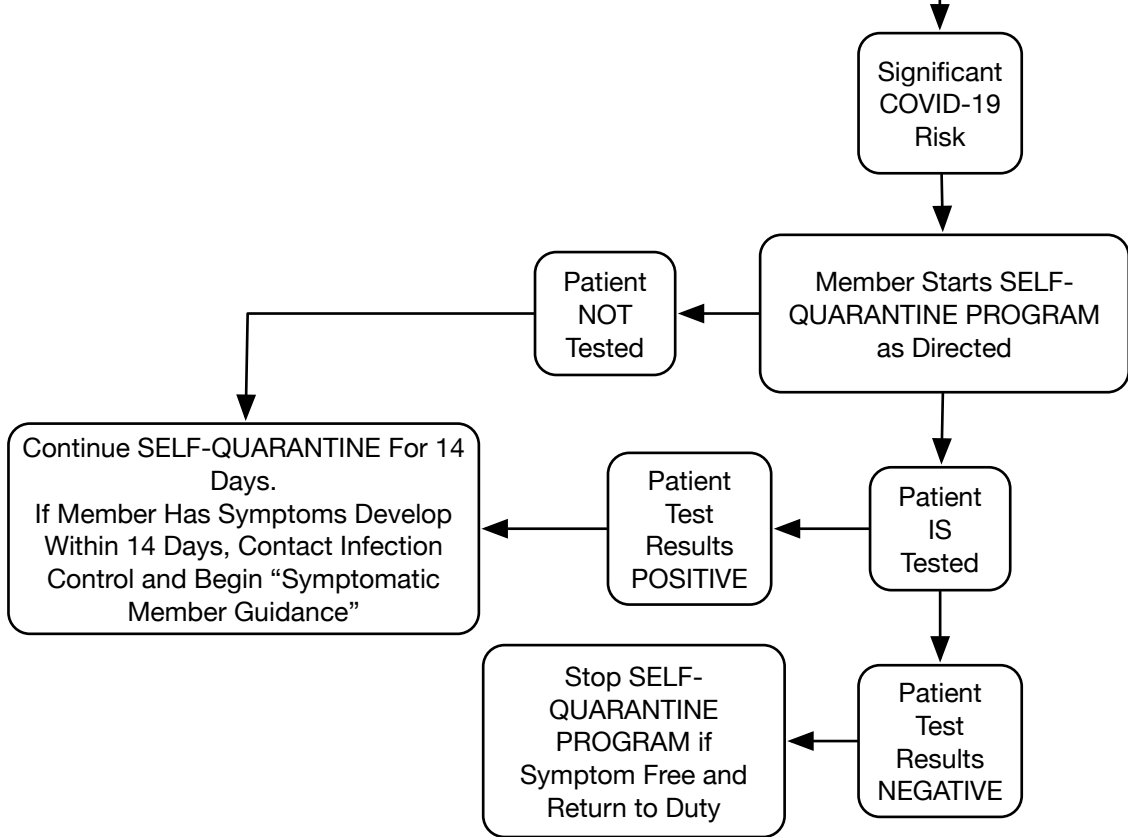 Significant
COVID-19
Risk
Member Starts SELF-
QUARANTINE PROGRAM
as Directed
Patient
NOT
Tested
Continue SELF-QUARANTINE For 14
Days.
If Member Has Symptoms Develop
Within 14 Days, Contact Infection
Control and Begin “Symptomatic
Member Guidance”
Patient
Test
Results
POSITIVE
Patient
IS
Tested
Stop SELF-
QUARANTINE
PROGRAM if
Symptom Free and
Return to Duty
Patient
Test
Results
NEGATIVE